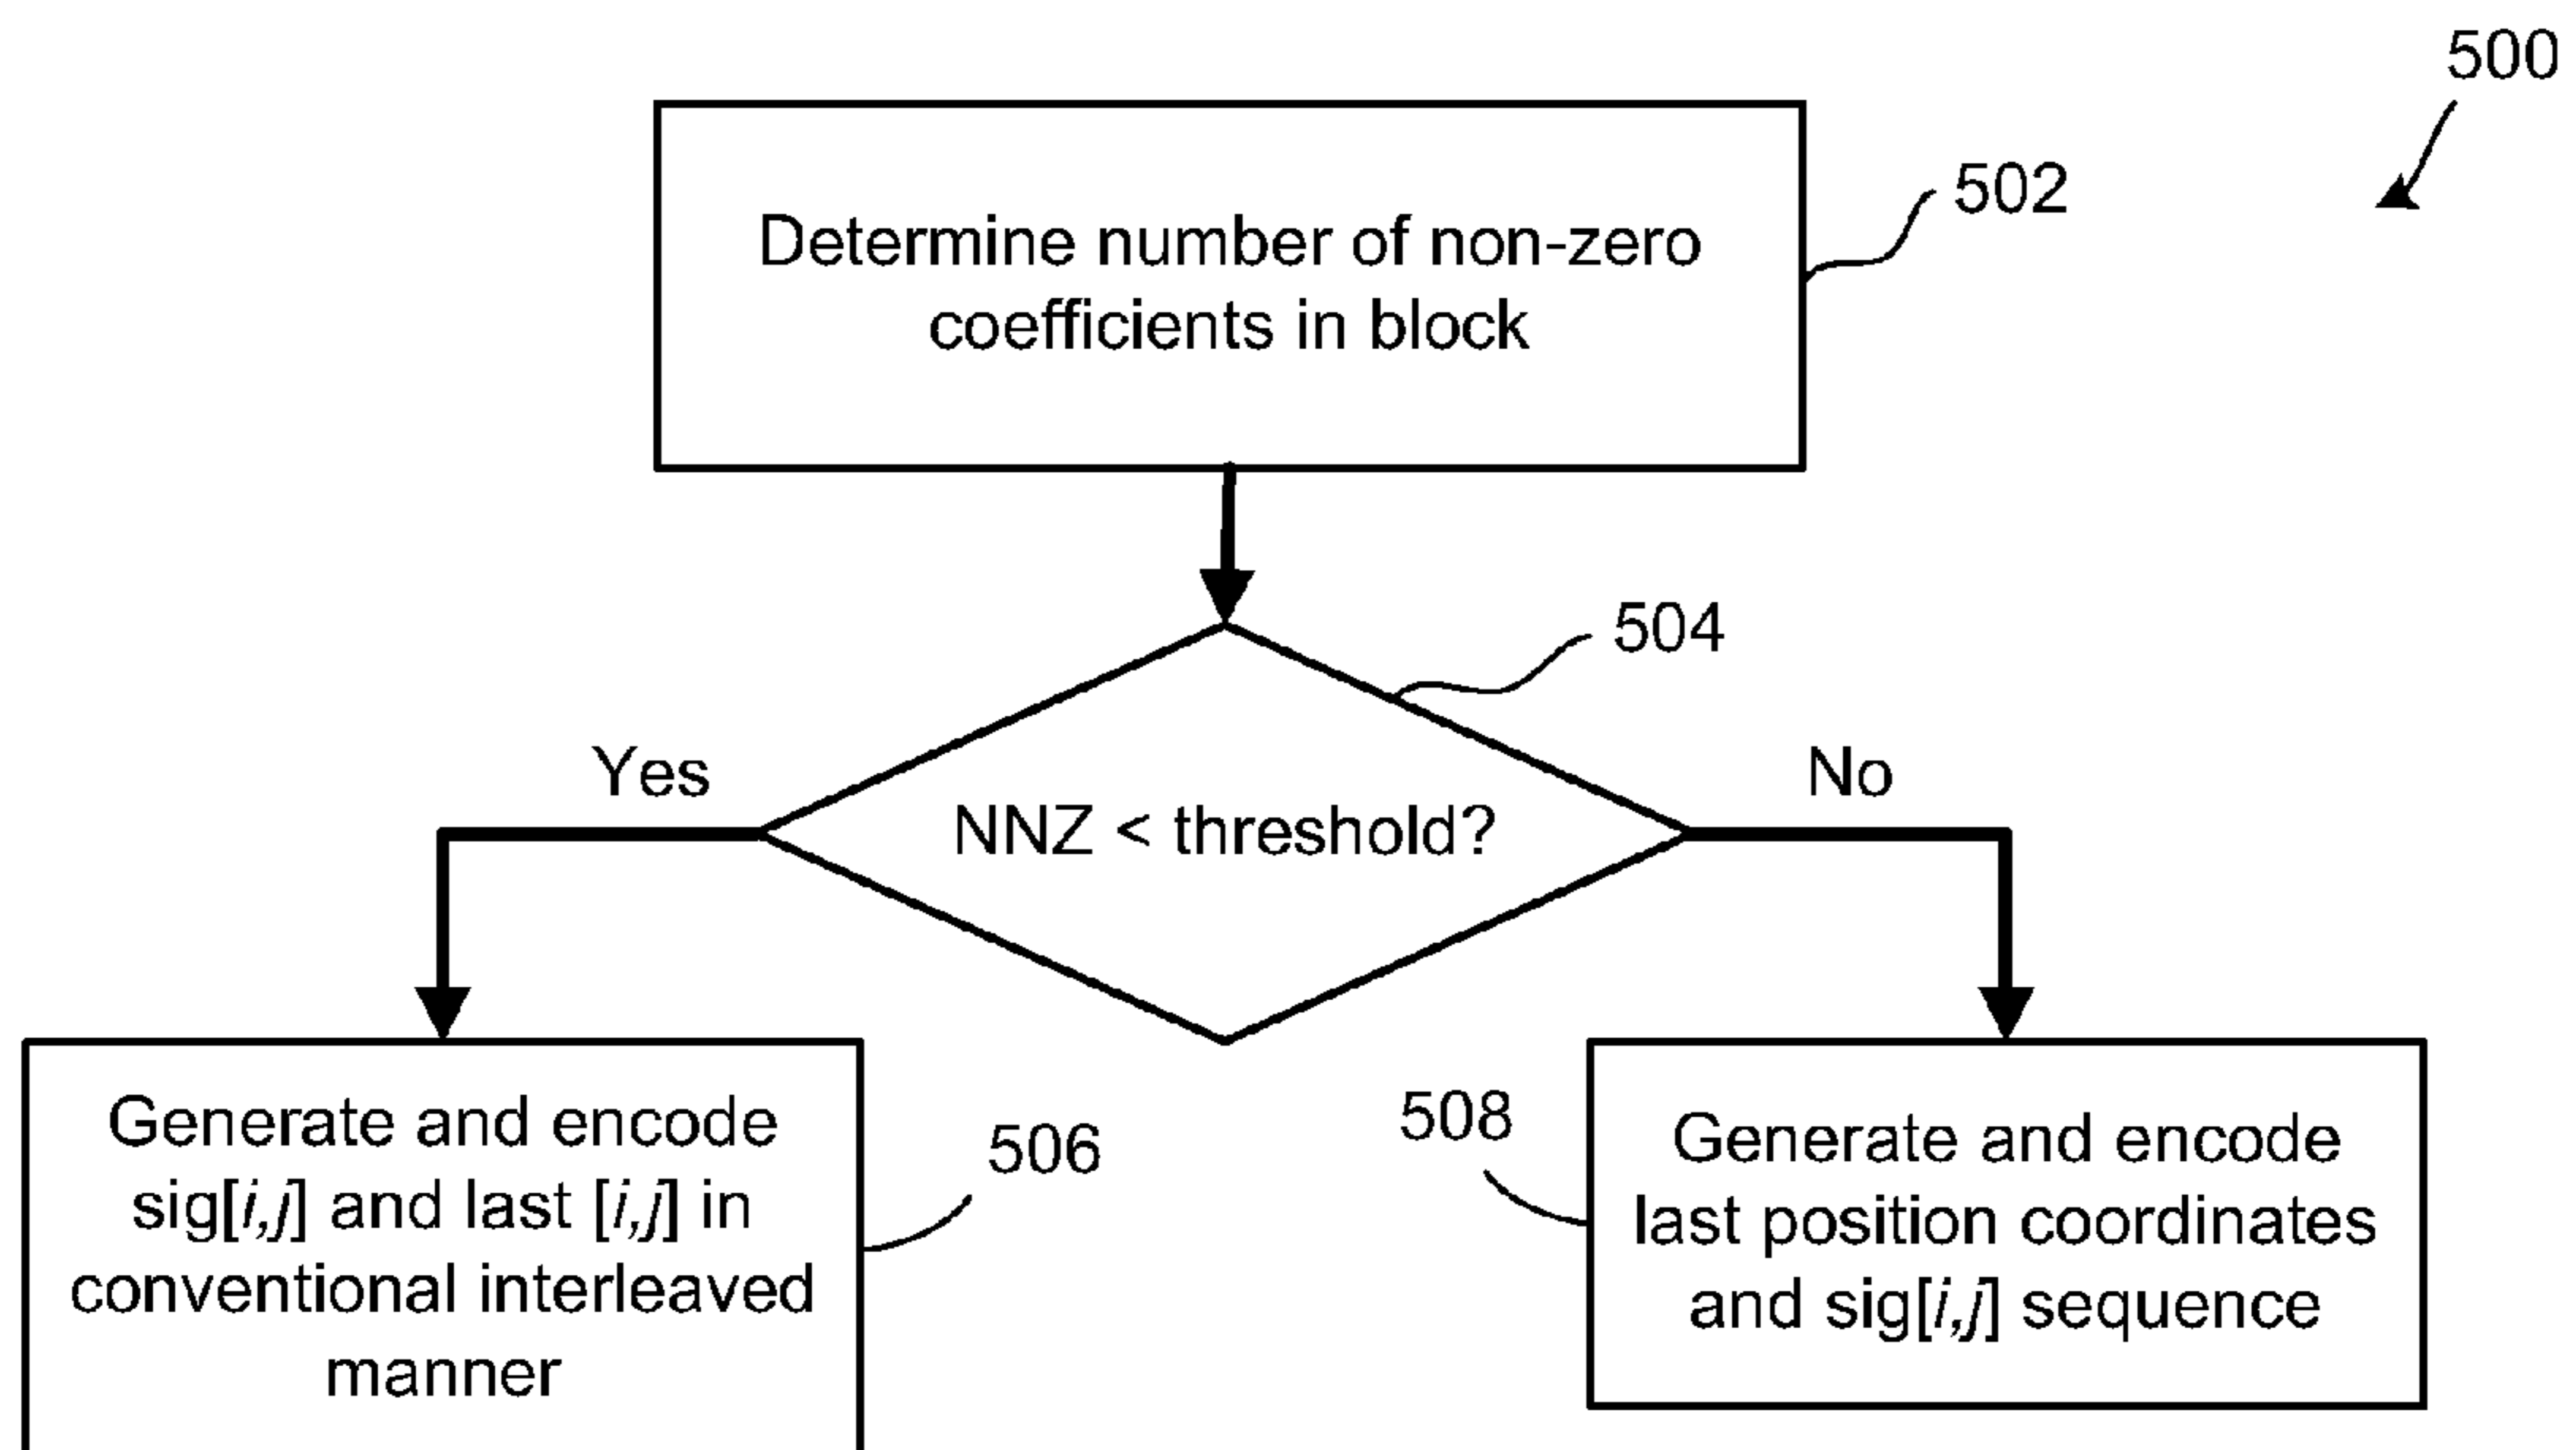 500
Determine number of non-zero
coefficients in block
502
504
Yes
No
NNZ < threshold?
Generate and encode
sig[i,j] and last [i,j] in
conventional interleaved
manner
506
508
Generate and encode
last position coordinates
and sig[i,j] sequence